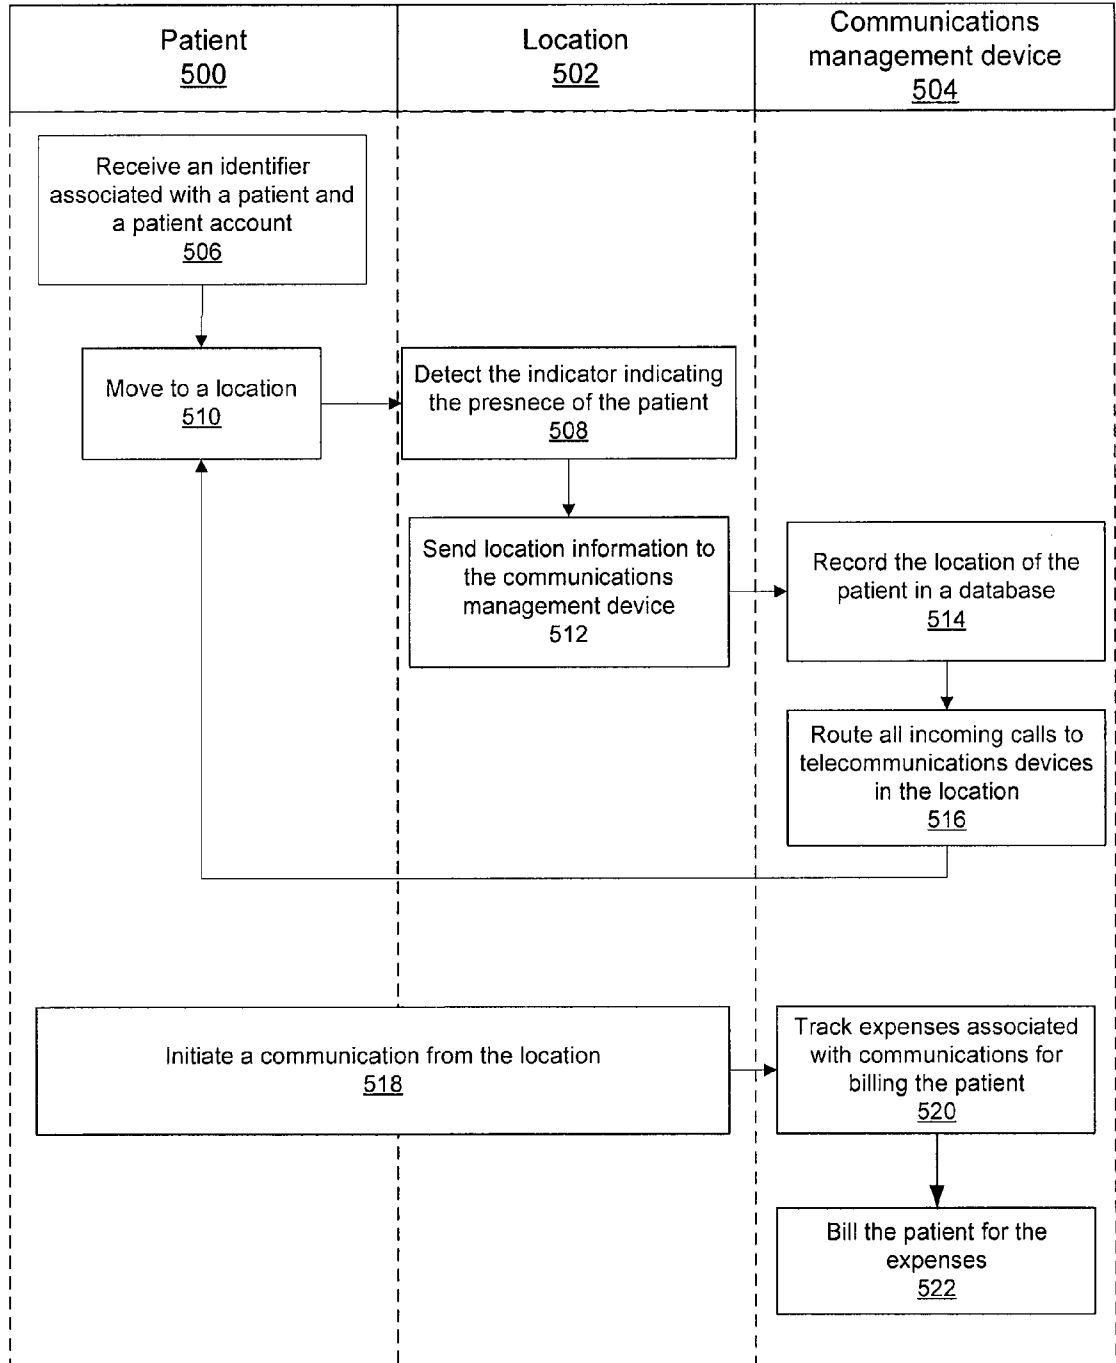 Patient
500
Location
502
Communications
management device
504
Receive an identifier
associated with a patient and
a patient account
506
Move to a location
510
Detect the indicator indicating
the presnece of the patient
508
Send location information to
the communications
management device
512
Record the location of the
patient in a database
514
Route all incoming calls to
telecommunications devices
in the location
516
Initiate a communication from the location
518
Track expenses associated
with communications for
billing the patient
520
Bill the patient for the
expenses
522